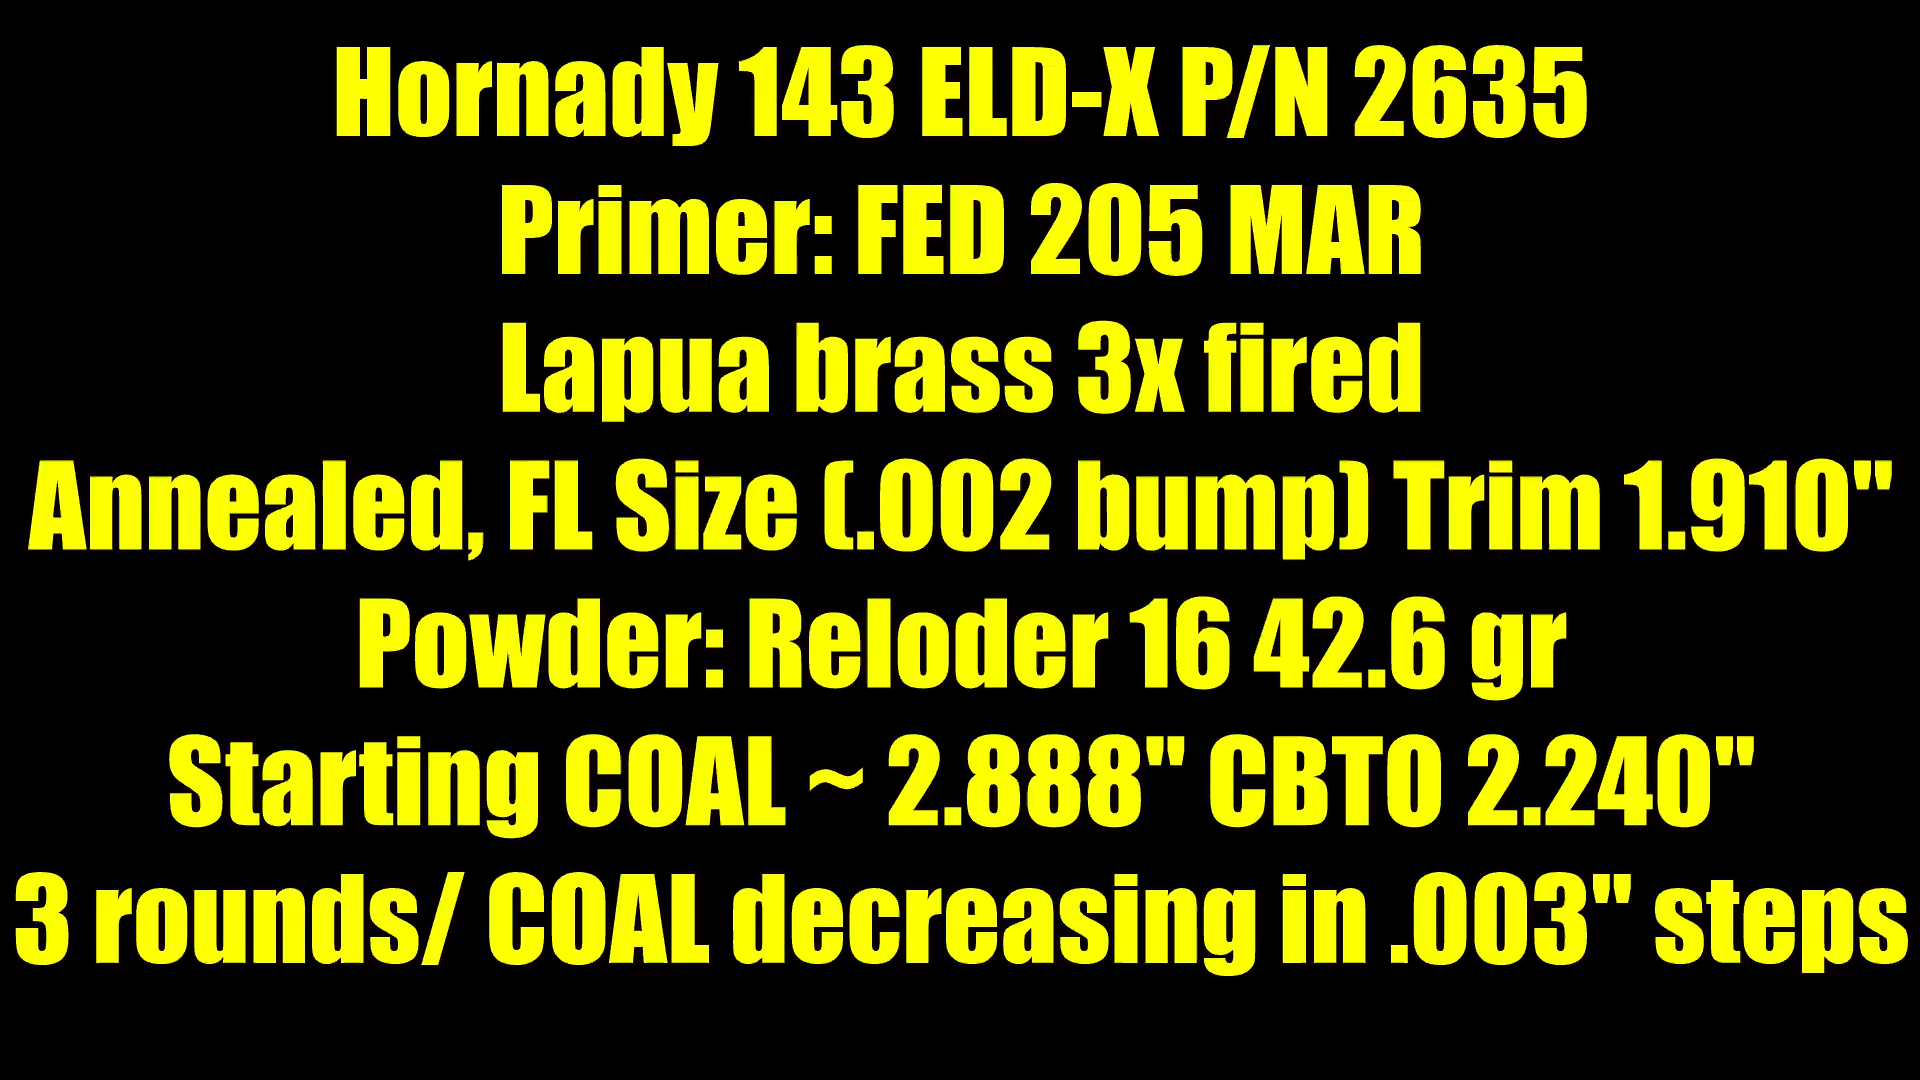 Hornady 143 ELD-X P/N 2635
Primer: FED 205 MAR
Lapua brass 3x fired
Annealed, FL Size (.002 bump) Trim 1.910"
Powder: Reloder 16 42.6 gr
Starting COAL ~ 2.888" CBTO 2.240"
3 rounds/ COAL decreasing in .003" steps